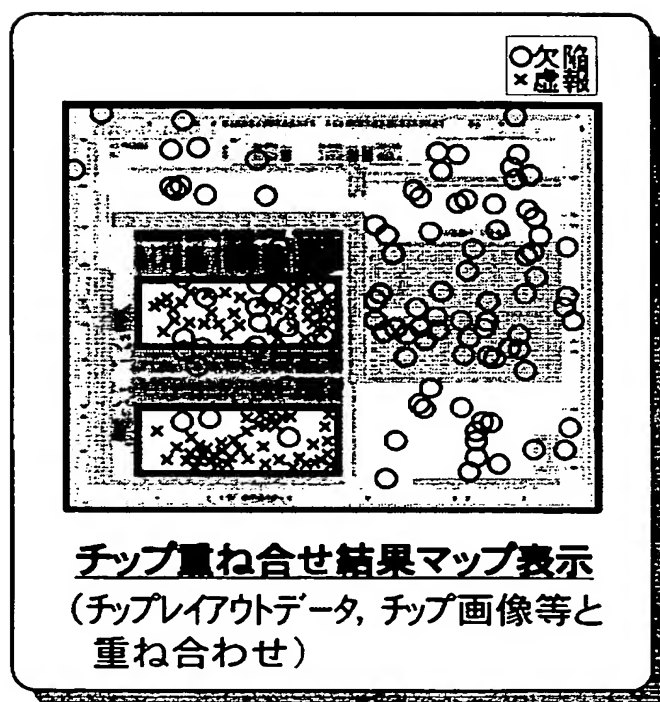 ○欠陥
×虚報
チップ重ね合せ結果マップ表示
(チップレイアウトデータ, チップ画像等と
重ね合わせ)